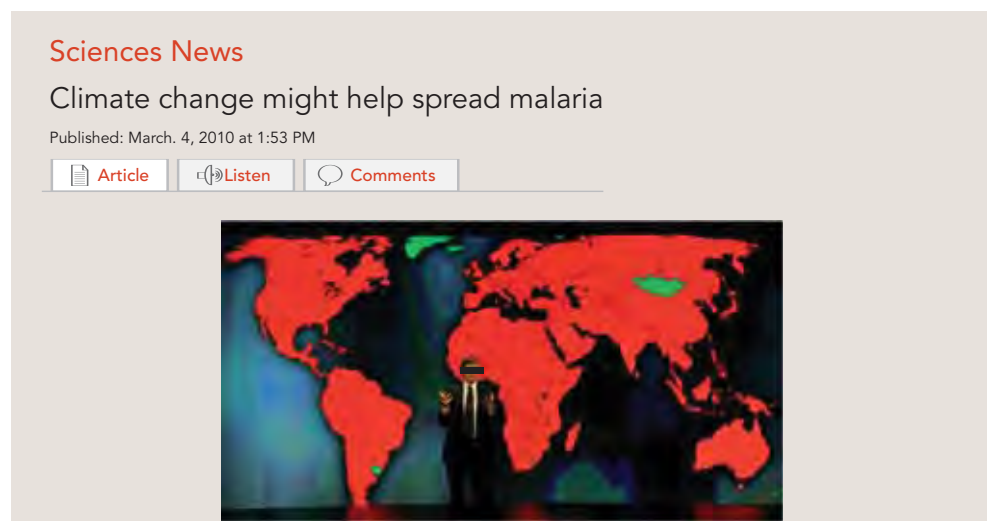 Sciences News
Climate change might help spread malaria
Published: March. 4, 2010 at 1:53 PM
Article
Listen
Comments